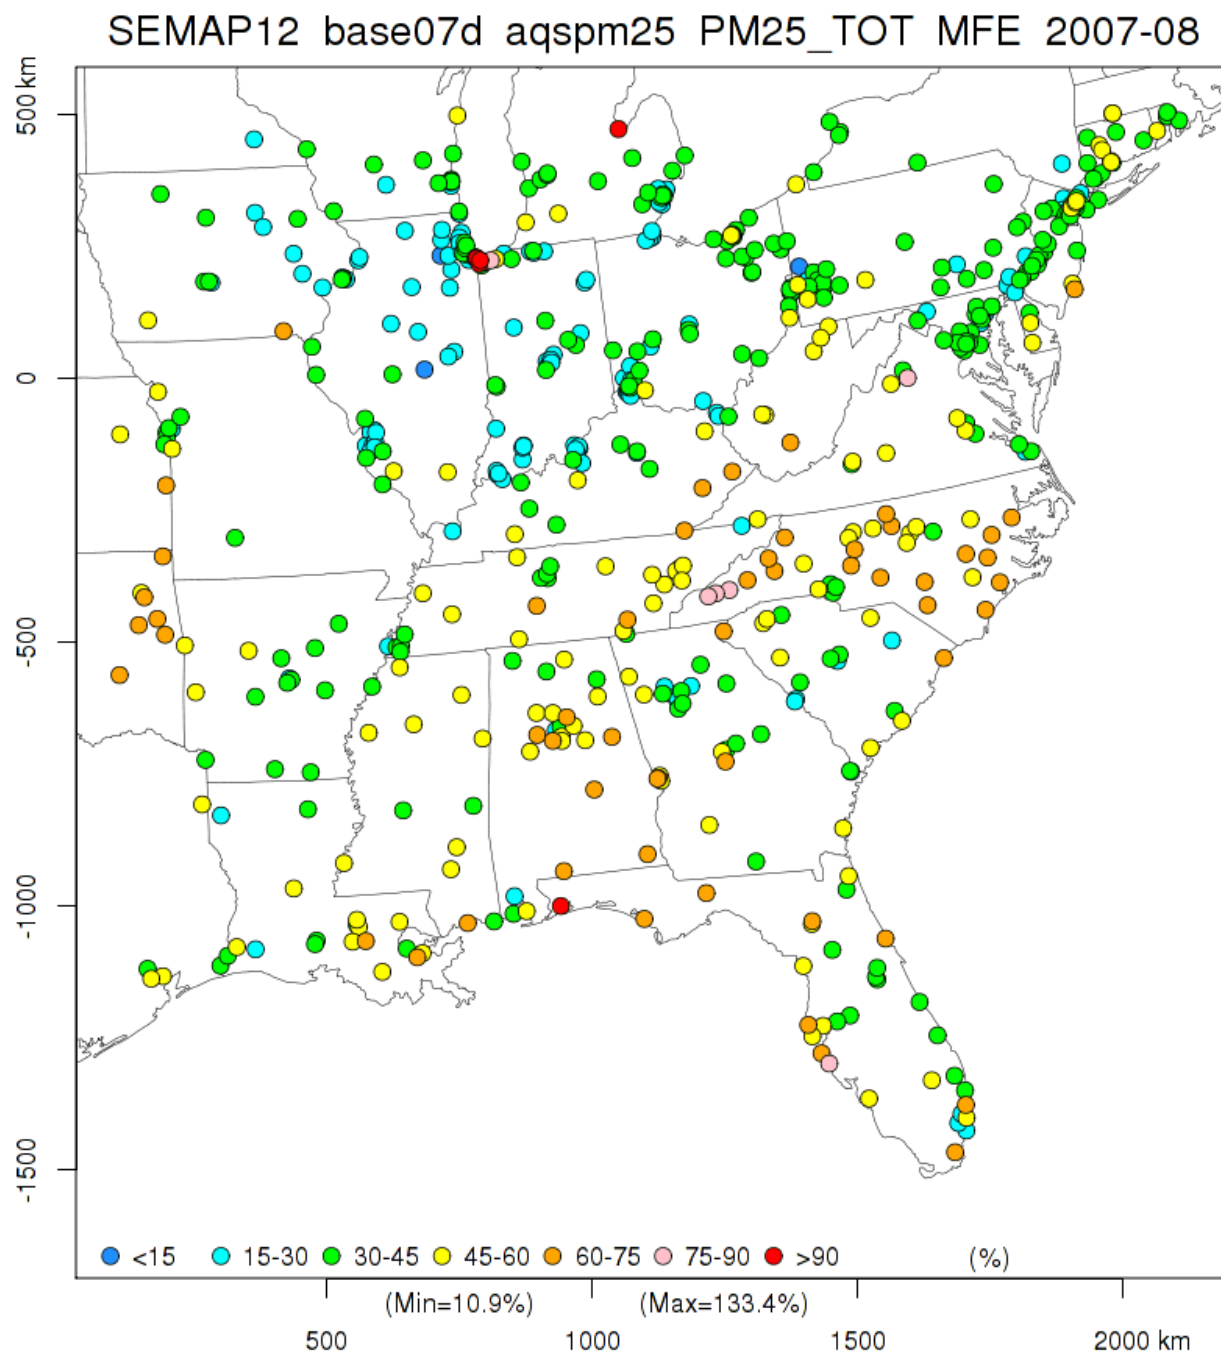 SEMAP12 base07d aqspm25 PM25_TOT MFE 2007-08
500 km
0
-500
-1000
-1500
<15 15-30 30-45 45-60 60-75 75-90 >90 (%)
(Min=10.9%) (Max=133.4%)
500 1000 1500 2000 km